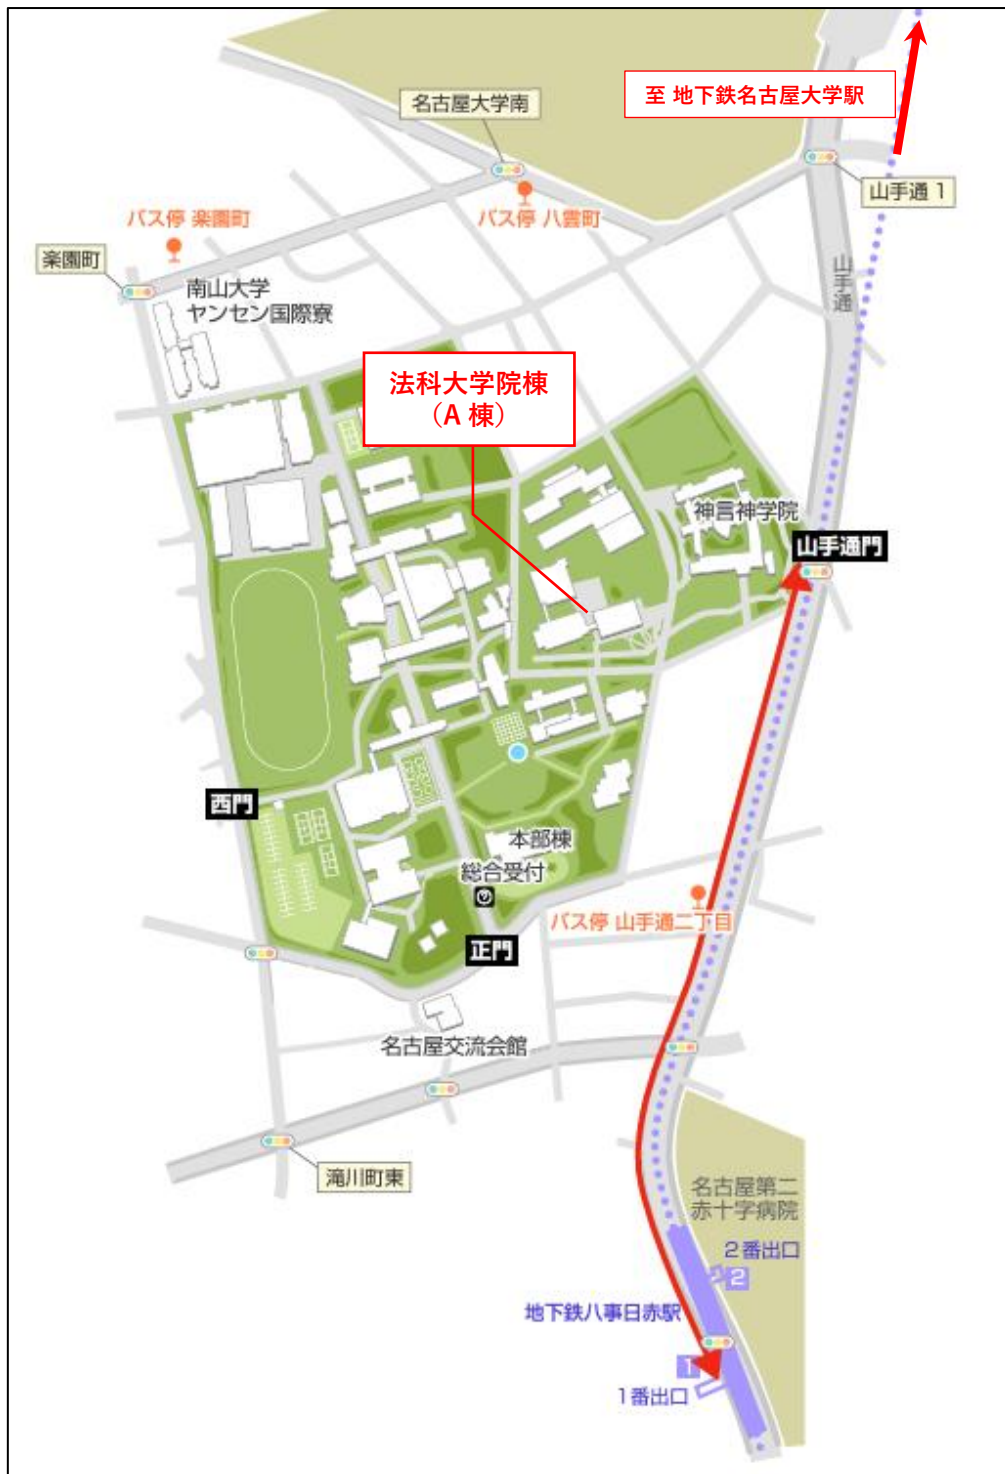 至 地下鉄名古屋大学駅
名古屋大学南
山手通 1
バス停 楽園町
バス停 八雲町
楽園町
山手通
南山大学
ヤンセン国際寮
法科大学院棟
（A 棟）
神言神学院
山手通門
西門
本部棟
総合受付
バス停 山手通二丁目
正門
名古屋交流会館
滝川町東
名古屋第二
赤十字病院
2番出口
2
地下鉄八事日赤駅
1
1番出口